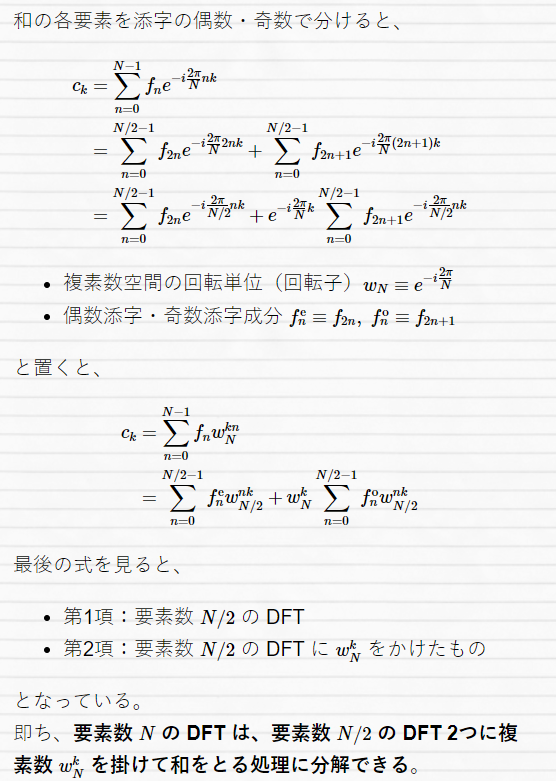 和の各要素を添字の偶数・奇数で分けると、
$c_k = \sum_{n=0}^{N-1} f_n e^{-i\frac{2\pi}{N}nk}$
$= \sum_{n=0}^{N/2-1} f_{2n} e^{-i\frac{2\pi}{N}2nk} + \sum_{n=0}^{N/2-1} f_{2n+1} e^{-i\frac{2\pi}{N}(2n+1)k}$
$= \sum_{n=0}^{N/2-1} f_{2n} e^{-i\frac{2\pi}{N/2}nk} + e^{-i\frac{2\pi}{N}k} \sum_{n=0}^{N/2-1} f_{2n+1} e^{-i\frac{2\pi}{N/2}nk}$
• 複素数空間の回転単位（回転子）$w_N \equiv e^{-i\frac{2\pi}{N}}$
• 偶数添字・奇数添字成分 $f_n^{\mathrm{e}} \equiv f_{2n},\ f_n^{\mathrm{o}} \equiv f_{2n+1}$
と置くと、
$c_k = \sum_{n=0}^{N-1} f_n w_N^{kn}$
$= \sum_{n=0}^{N/2-1} f_n^{\mathrm{e}} w_{N/2}^{nk} + w_N^k \sum_{n=0}^{N/2-1} f_n^{\mathrm{o}} w_{N/2}^{nk}$
最後の式を見ると、
• 第1項：要素数 $N/2$ の DFT
• 第2項：要素数 $N/2$ の DFT に $w_N^k$ をかけたもの
となっている。
即ち、要素数 $N$ の DFT は、要素数 $N/2$ の DFT 2つに複
素数 $w_N^k$ を掛けて和をとる処理に分解できる。